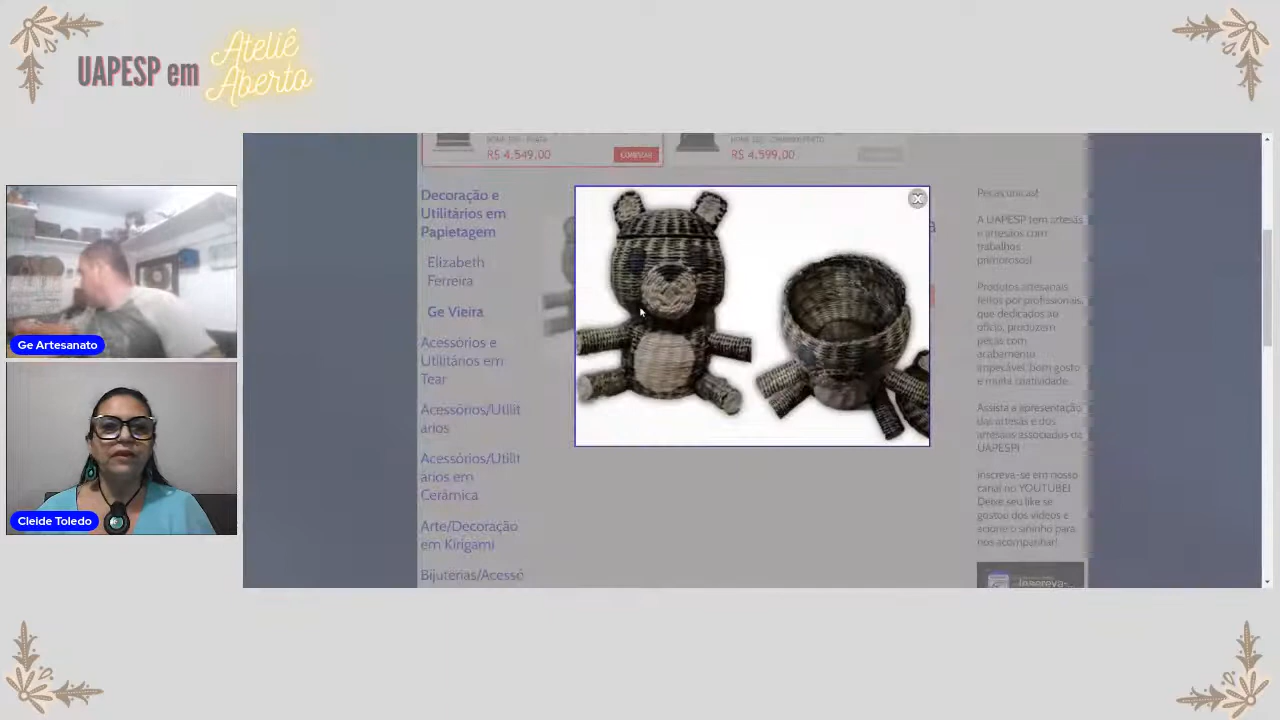 UAPESP em
Ateliê
Aberto
Ge Artesanato
Cleide Toledo
R$ 4.549,00
COMPRAR
R$ 4.599,00
Decoração e
Utilitários em
Papietagem
Elizabeth
Ferreira
Ge Vieira
Acessórios e
Utilitários em
Tear
Acessórios/Utilit
ários
Acessórios/Utilit
ários em
Cerâmica
Arte/Decoração
em Kirigami
Bijuterias/Acessó
a
X
Peças únicas!
A UAPESP tem artesãs
e artesãos com
trabalhos
primorosos!
Produtos artesanais
feitos por profissionais,
que dedicados ao
ofício, produzem
peças com
acabamento
impecável, bom gosto
e muita criatividade.
Assista a apresentação
das artesãs e dos
artesãos associados da
UAPESP!
Inscreva-se em nosso
canal no YOUTUBE!
Deixe seu like se
gostou dos vídeos e
acione o sininho para
nos acompanhar!
Inscreva-